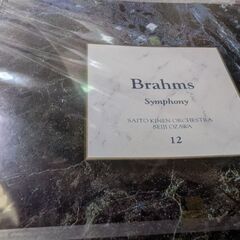 Brahms
Symphony
SAITO KINEN ORCHESTRA
SEIJI OZAWA
12